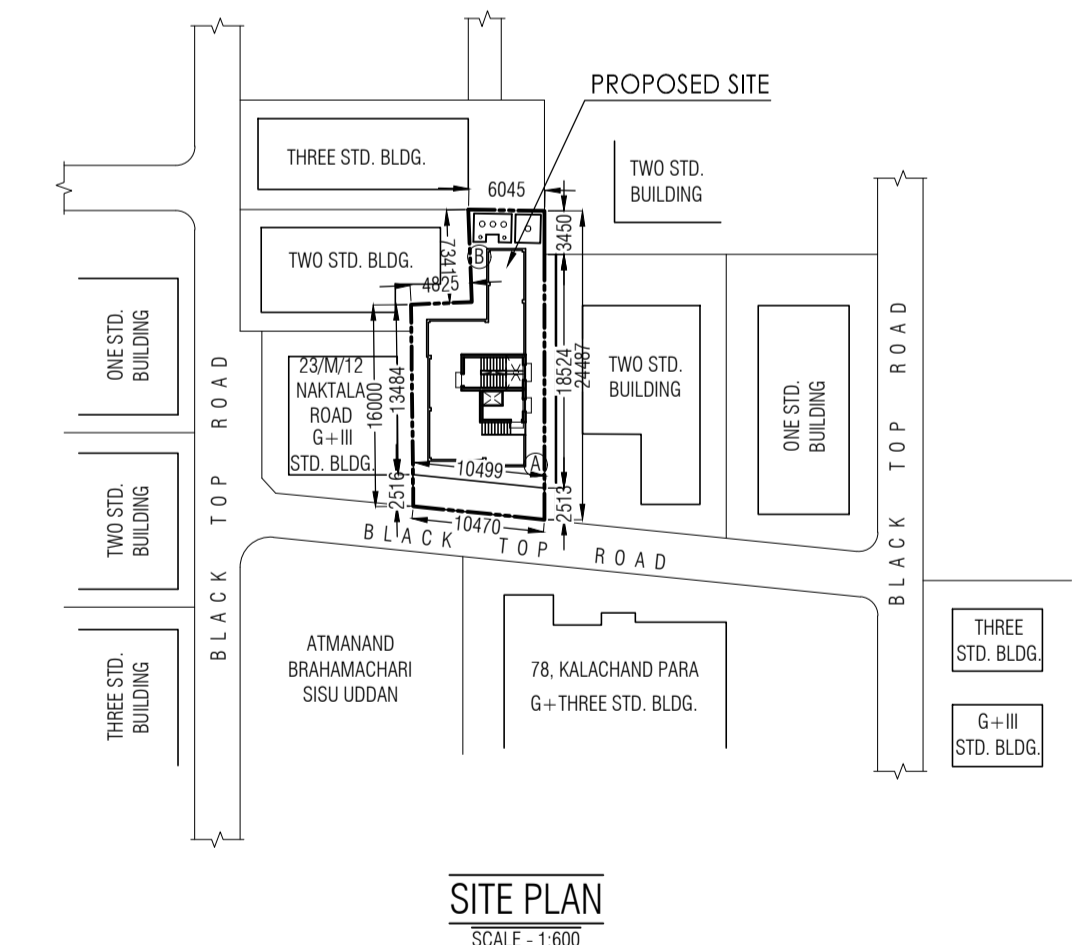 PROPOSED SITE
THREE STD. BLDG.
TWO STD.
BUILDING
6045
3450
7341
B
TWO STD. BLDG.
4825
ONE STD.
BUILDING
BLACK TOP ROAD
23/M/12
NAKTALA
ROAD
G+III
STD. BLDG.
16000
13484
18524
24487
TWO STD.
BUILDING
ONE STD.
BUILDING
BLACK TOP ROAD
10499
A
2516
2513
10470
BLACK TOP ROAD
TWO STD.
BUILDING
THREE STD.
BUILDING
ATMANAND
BRAHAMACHARI
SISU UDDAN
78, KALACHAND PARA
G+THREE STD. BLDG.
THREE
STD. BLDG.
G+III
STD. BLDG.
SITE PLAN
SCALE - 1:600